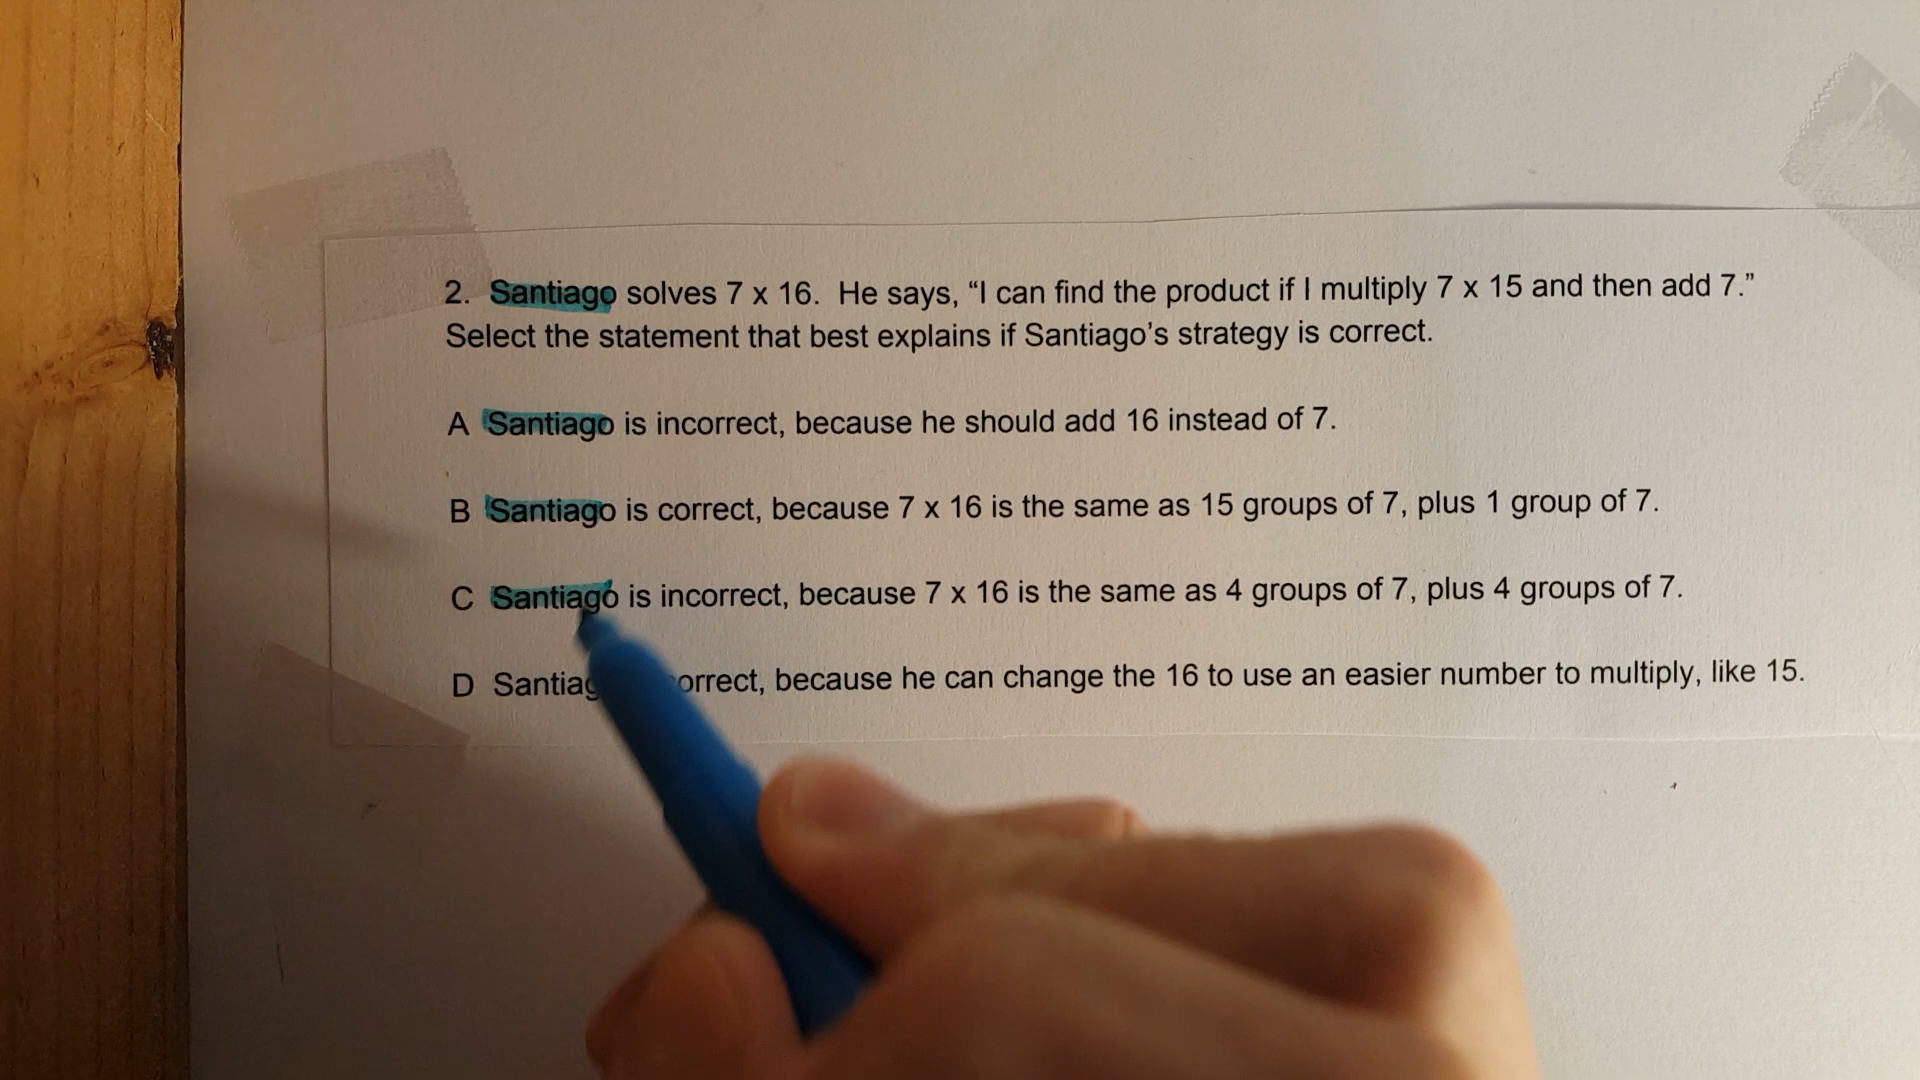 2. Santiago solves 7 x 16. He says, “I can find the product if I multiply 7 x 15 and then add 7.”
Select the statement that best explains if Santiago’s strategy is correct.
A Santiago is incorrect, because he should add 16 instead of 7.
B Santiago is correct, because 7 x 16 is the same as 15 groups of 7, plus 1 group of 7.
C Santiago is incorrect, because 7 x 16 is the same as 4 groups of 7, plus 4 groups of 7.
D because he can change the 16 to use an easier number to multiply, like 15.